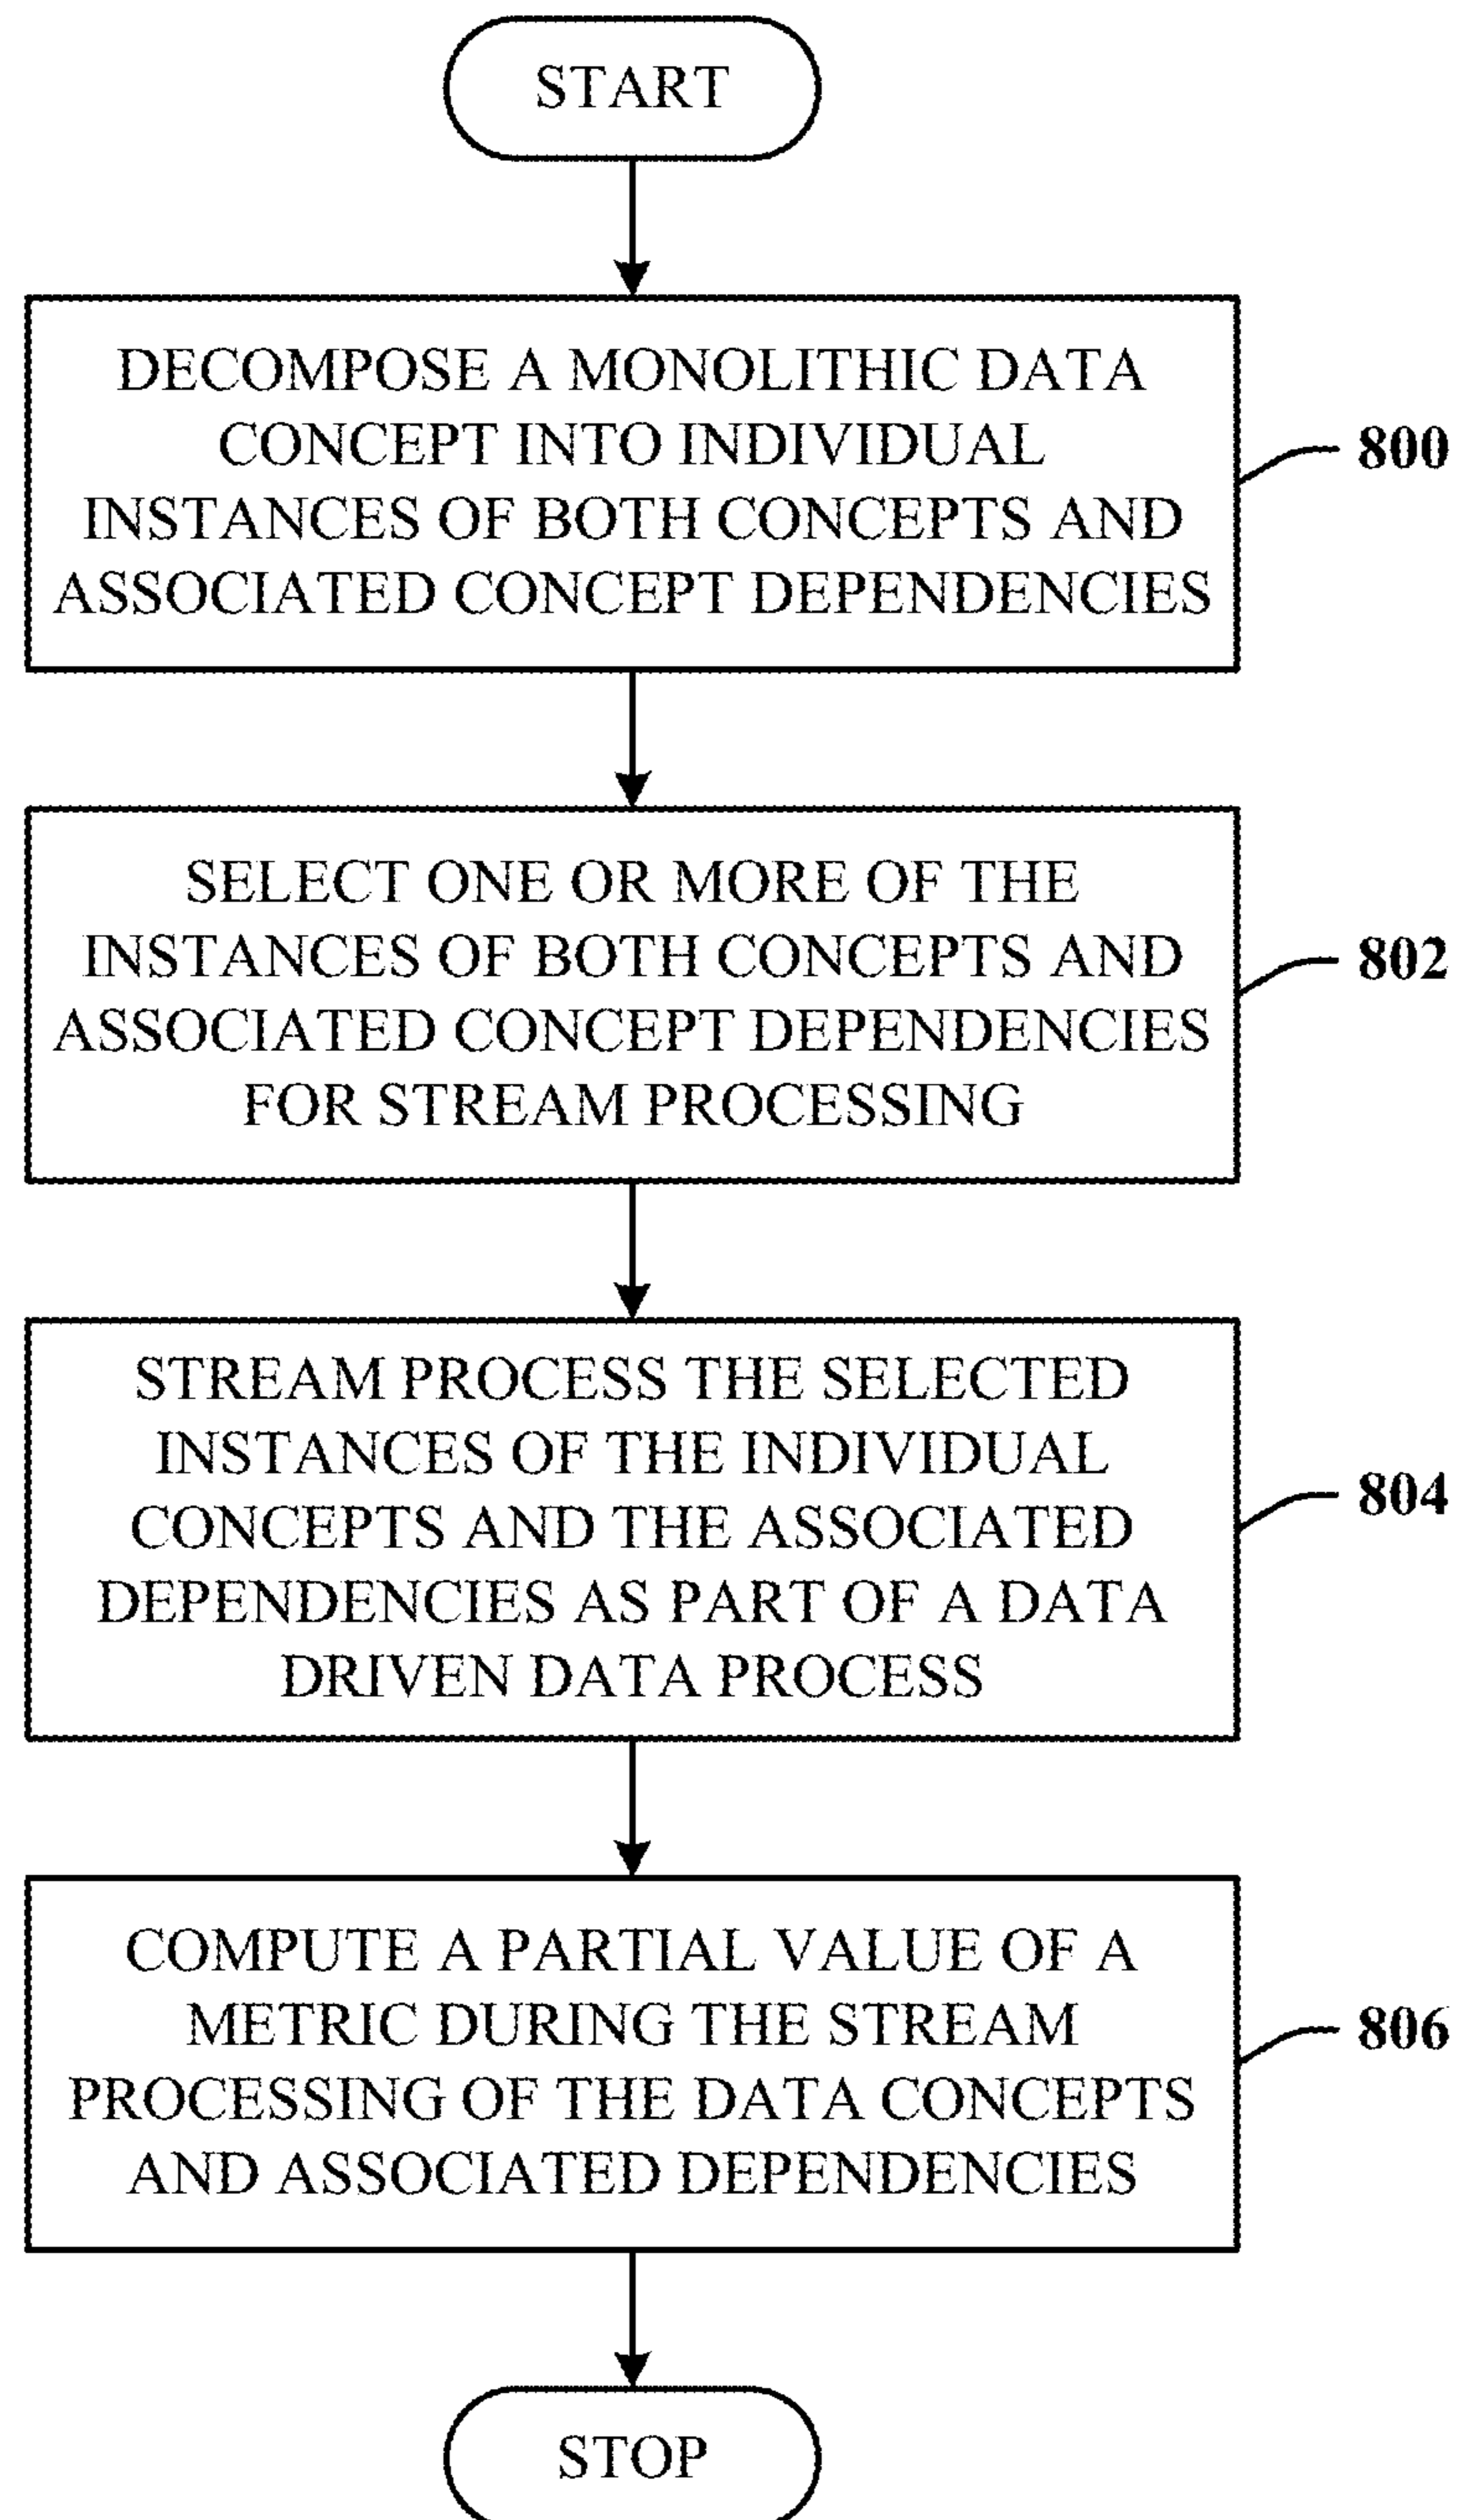 START
DECOMPOSE A MONOLITHIC DATA
CONCEPT INTO INDIVIDUAL
INSTANCES OF BOTH CONCEPTS AND
ASSOCIATED CONCEPT DEPENDENCIES
800
SELECT ONE OR MORE OF THE
INSTANCES OF BOTH CONCEPTS AND
ASSOCIATED CONCEPT DEPENDENCIES
FOR STREAM PROCESSING
802
STREAM PROCESS THE SELECTED
INSTANCES OF THE INDIVIDUAL
CONCEPTS AND THE ASSOCIATED
DEPENDENCIES AS PART OF A DATA
DRIVEN DATA PROCESS
804
COMPUTE A PARTIAL VALUE OF A
METRIC DURING THE STREAM
PROCESSING OF THE DATA CONCEPTS
AND ASSOCIATED DEPENDENCIES
806
STOP